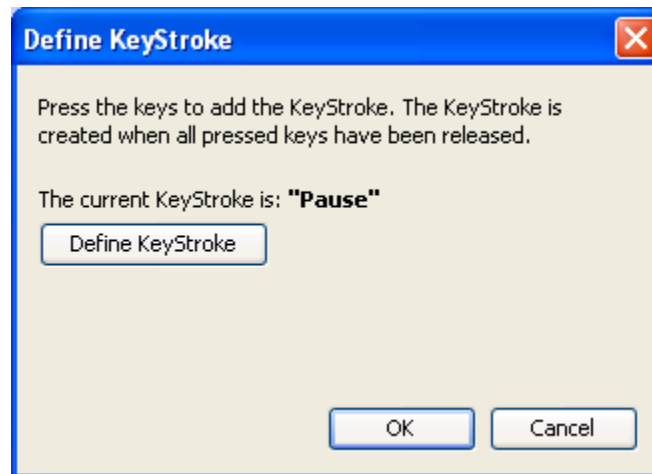 Define KeyStroke
Press the keys to add the KeyStroke. The KeyStroke is
created when all pressed keys have been released.
The current KeyStroke is: "Pause"
Define KeyStroke
OK
Cancel